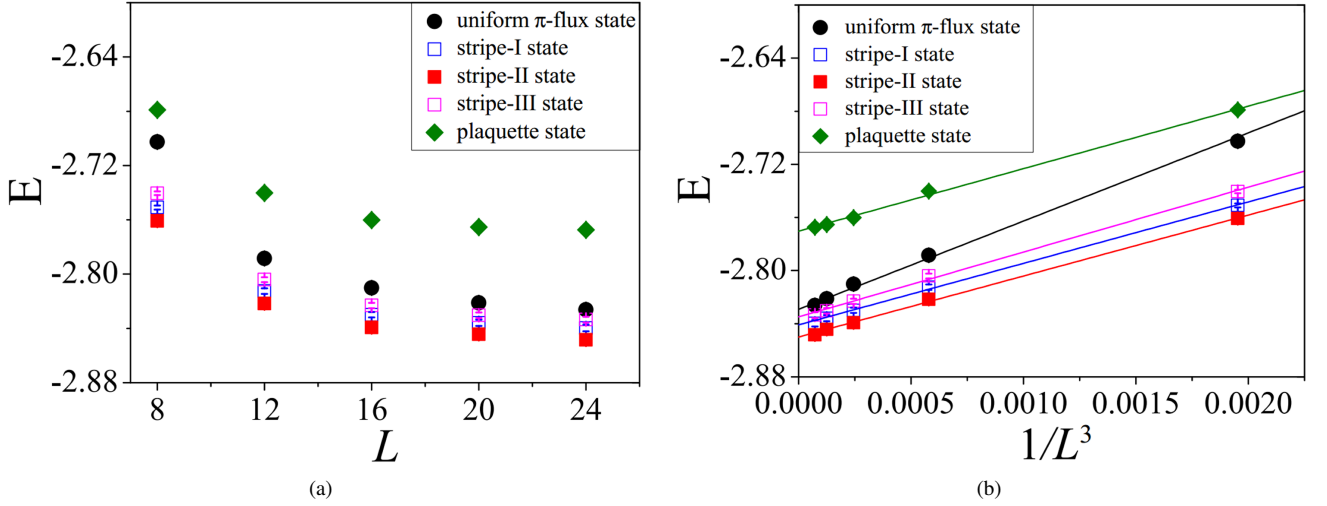 E
-2.64
-2.72
-2.80
-2.88
8 12 16 20 24
L
uniform π-flux state
stripe-I state
stripe-II state
stripe-III state
plaquette state
(a)
E
-2.64
-2.72
-2.80
-2.88
0.0000 0.0005 0.0010 0.0015 0.0020
1/L³
uniform π-flux state
stripe-I state
stripe-II state
stripe-III state
plaquette state
(b)